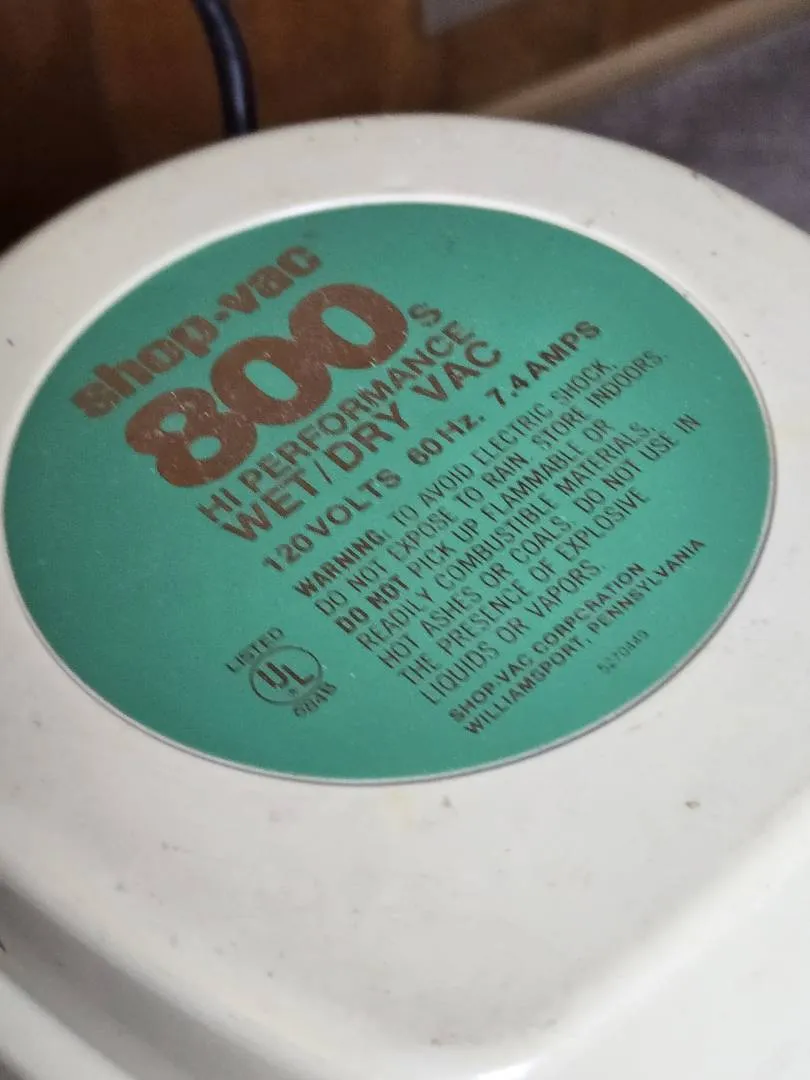 shop·vac
800 S
HI PERFORMANCE
WET/DRY VAC
120 VOLTS 60 Hz. 7.4 AMPS
WARNING: TO AVOID ELECTRIC SHOCK,
DO NOT EXPOSE TO RAIN. STORE INDOORS.
DO NOT PICK UP FLAMMABLE OR
READILY COMBUSTIBLE MATERIALS,
HOT ASHES OR COALS. DO NOT USE IN
THE PRESENCE OF EXPLOSIVE
LIQUIDS OR VAPORS.
LISTED
UL
SHOP-VAC CORPORATION
WILLIAMSPORT, PENNSYLVANIA